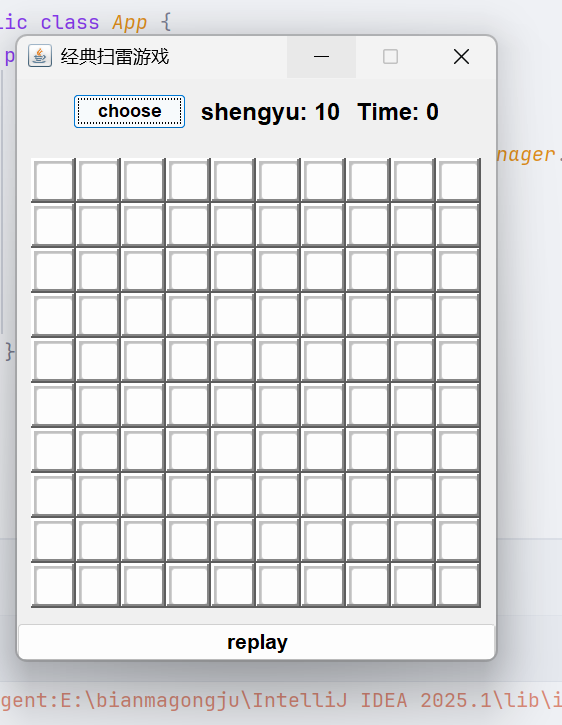 lic class App {
p
经典扫雷游戏
choose shengyu: 10 Time: 0
nager.
}
replay
gent:E:\bianmagongju\IntelliJ IDEA 2025.1\lib\i